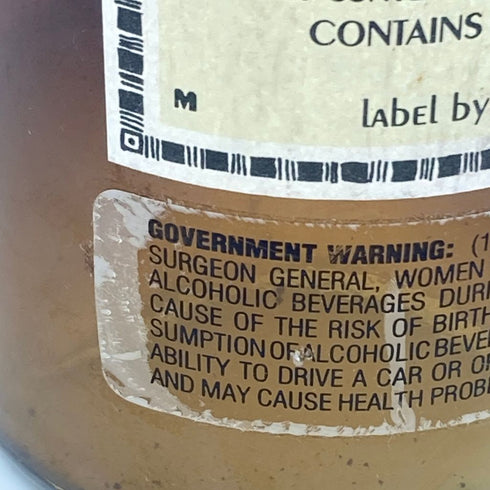 CONTAINS
M
label by
GOVERNMENT WARNING: (1
SURGEON GENERAL, WOMEN
ALCOHOLIC BEVERAGES DURI
CAUSE OF THE RISK OF BIRTH
SUMPTION OF ALCOHOLIC BEVE
ABILITY TO DRIVE A CAR OR O
AND MAY CAUSE HEALTH PROB